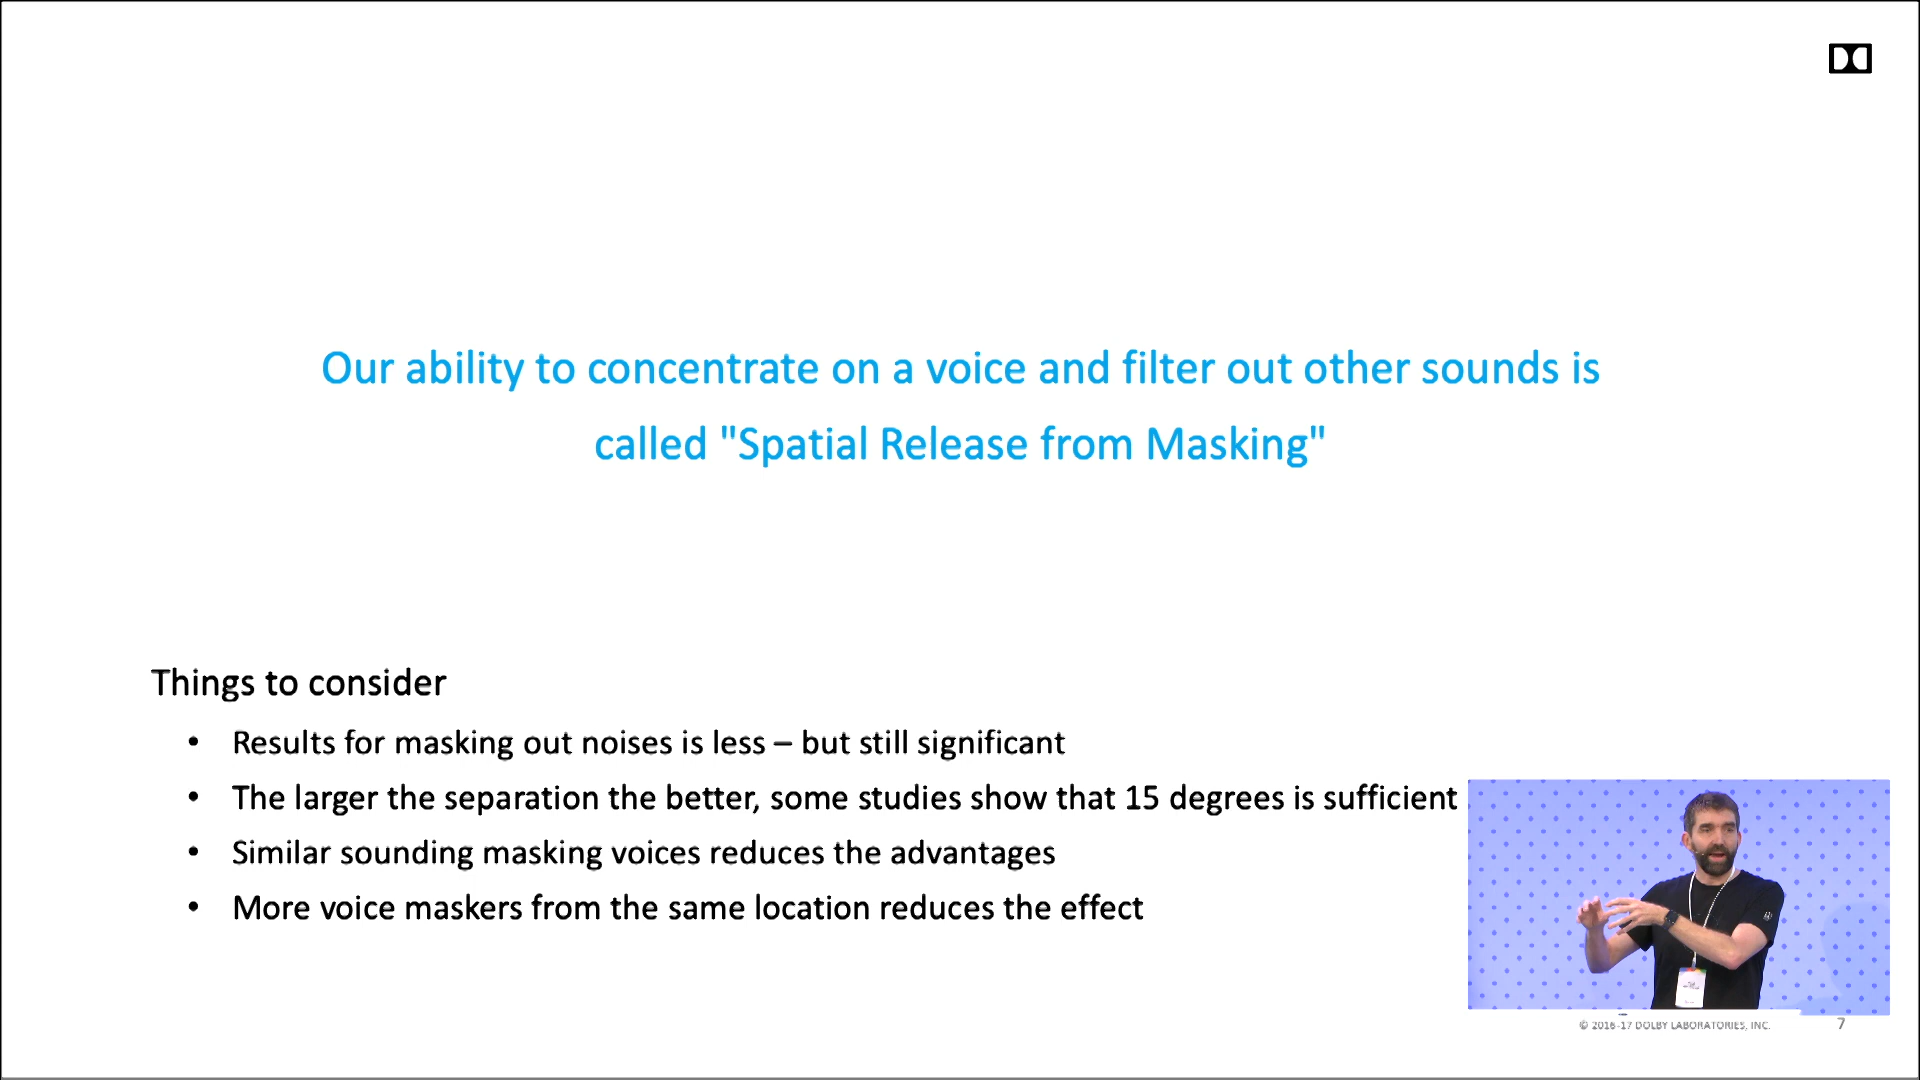 Our ability to concentrate on a voice and filter out other sounds is
called "Spatial Release from Masking"
Things to consider
• Results for masking out noises is less – but still significant
• The larger the separation the better, some studies show that 15 degrees is sufficient
• Similar sounding masking voices reduces the advantages
• More voice maskers from the same location reduces the effect
© 2016-17 DOLBY LABORATORIES, INC.
7